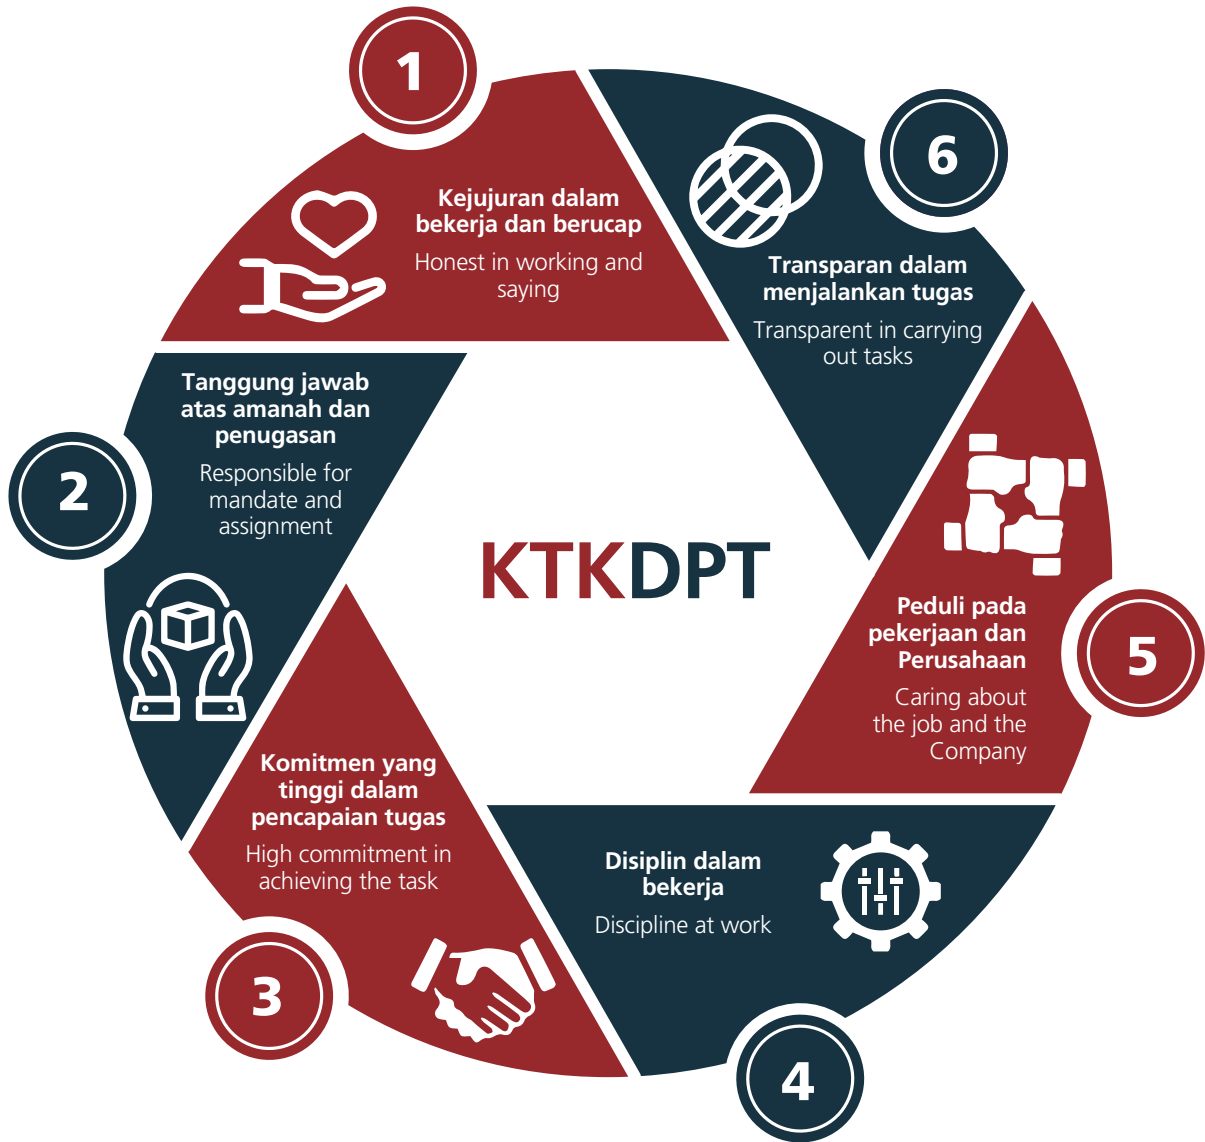 1
Kejujuran dalam
bekerja dan berucap
Honest in working and
saying
2
Tanggung jawab
atas amanah dan
penugasan
Responsible for
mandate and
assignment
3
Komitmen yang
tinggi dalam
pencapaian tugas
High commitment in
achieving the task
4
Disiplin dalam
bekerja
Discipline at work
5
Peduli pada
pekerjaan dan
Perusahaan
Caring about
the job and the
Company
6
Transparan dalam
menjalankan tugas
Transparent in carrying
out tasks
KTKDPT